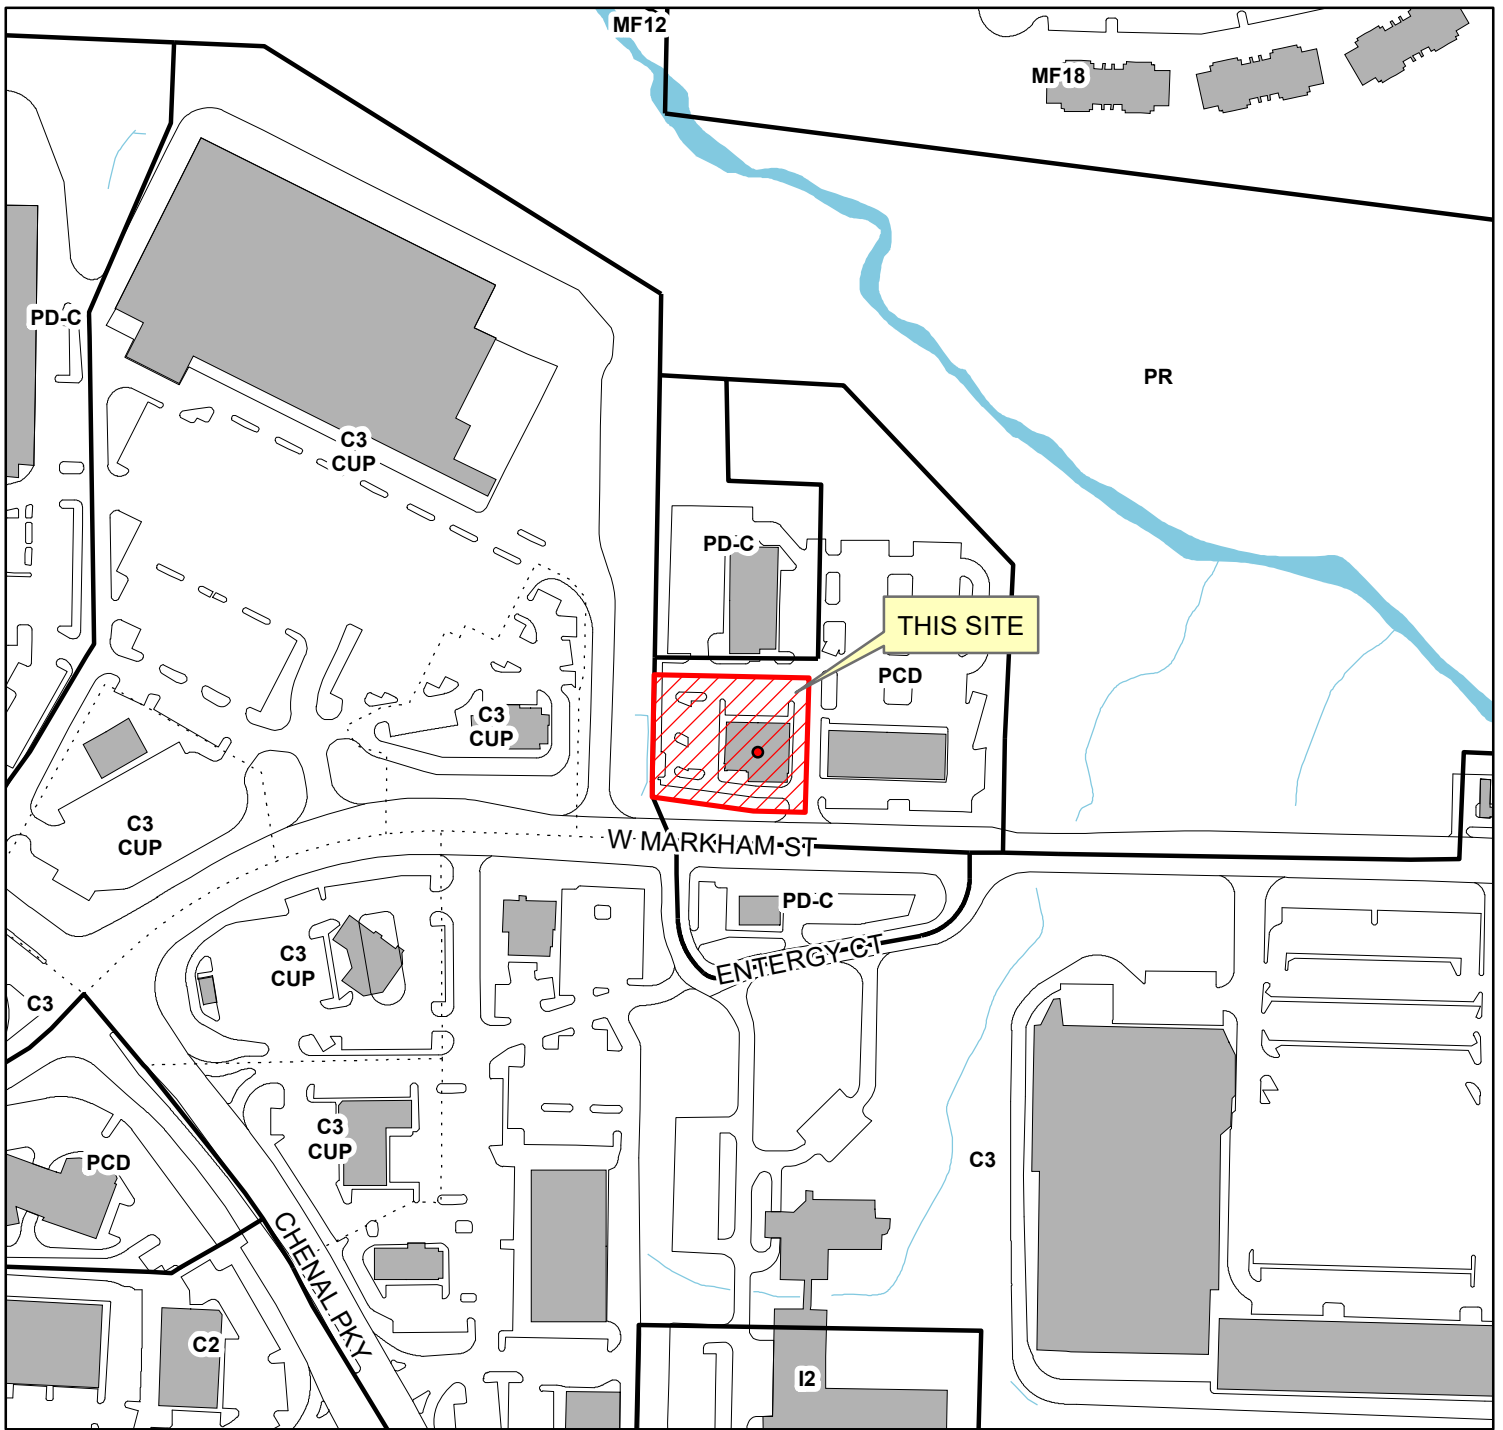 MF12
MF18
PD-C
PR
C3
CUP
PD-C
THIS SITE
PCD
C3
CUP
C3
CUP
W MARKHAM ST
PD-C
ENTERGY CT
C3
CUP
C3
C3
CUP
PCD
C3
CHENAL PKY
C2
I2